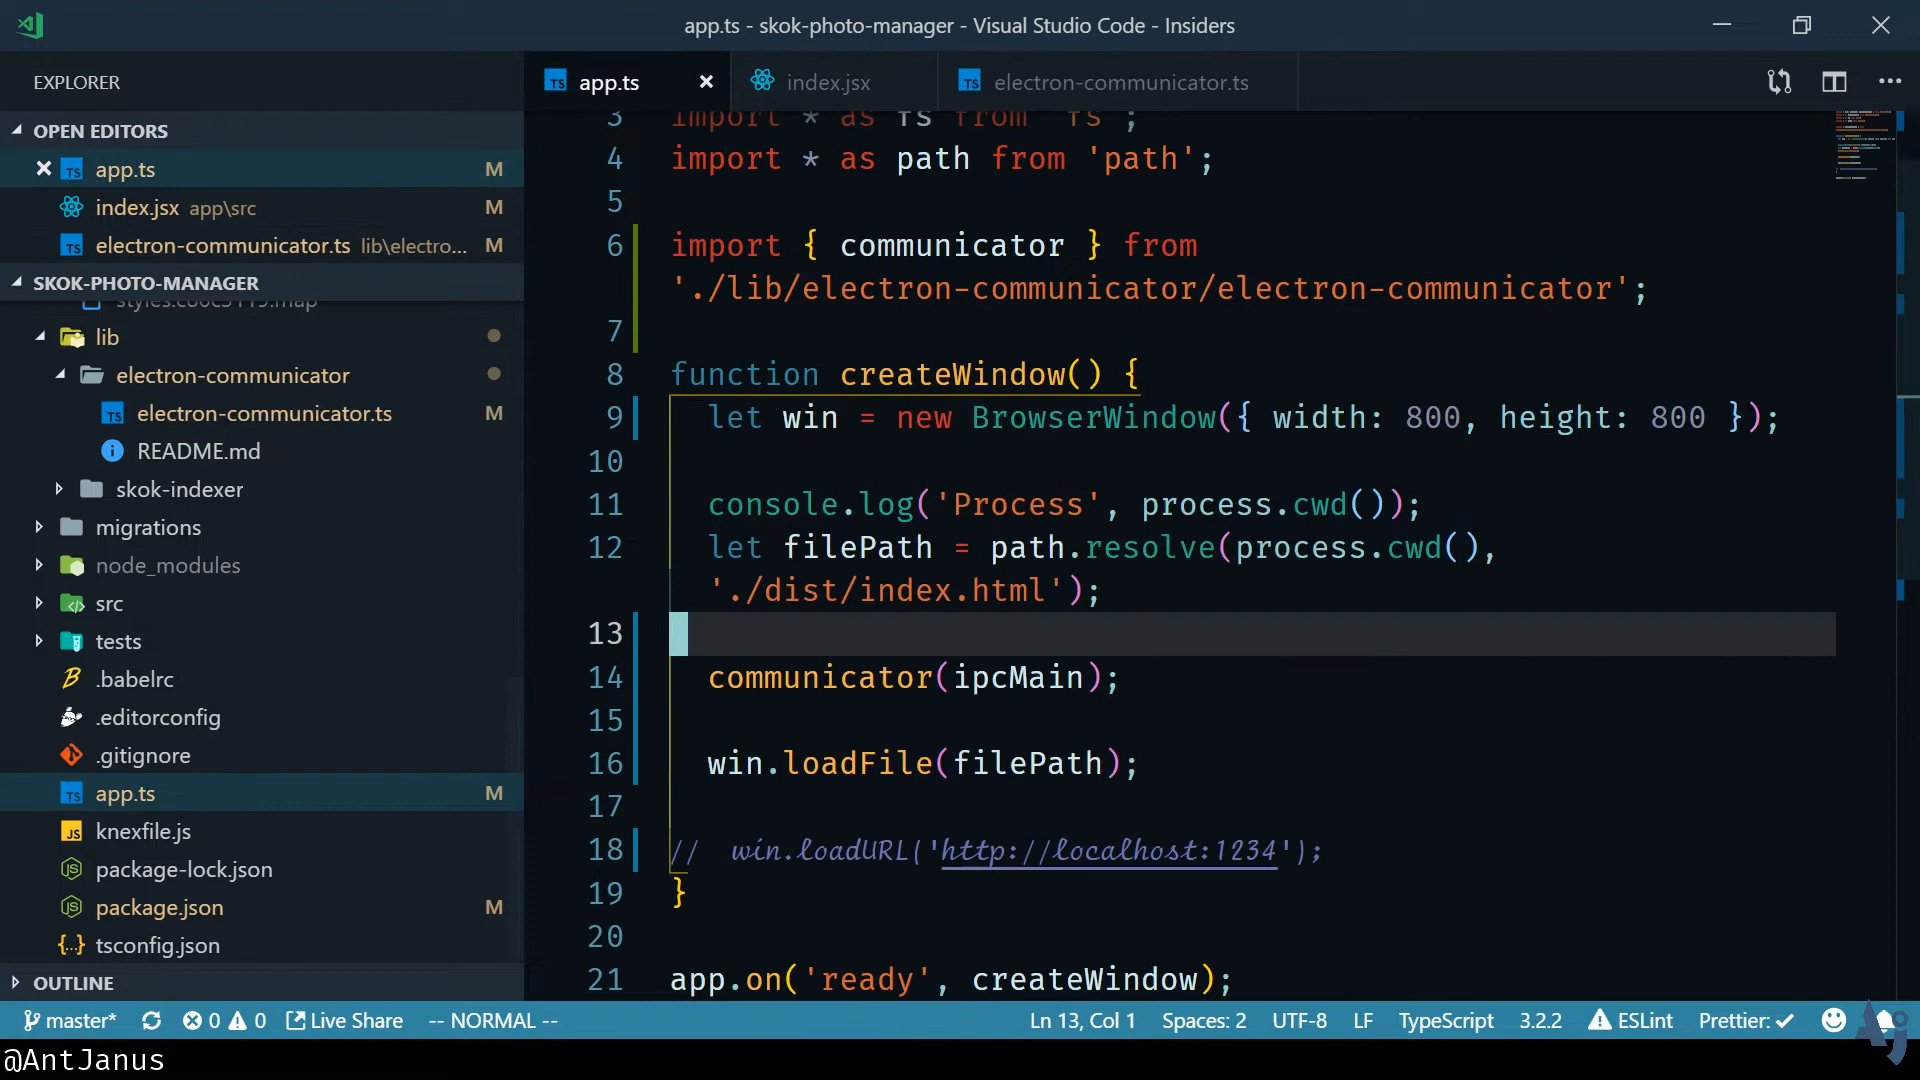 app.ts - skok-photo-manager - Visual Studio Code - Insiders
EXPLORER
OPEN EDITORS
app.ts M
index.jsx app\src M
electron-communicator.ts lib\electro... M
SKOK-PHOTO-MANAGER
styles.c80c5119.map
lib
electron-communicator
electron-communicator.ts M
README.md
skok-indexer
migrations
node_modules
src
tests
.babelrc
.editorconfig
.gitignore
app.ts M
knexfile.js
package-lock.json
package.json M
tsconfig.json
OUTLINE
app.ts
index.jsx
electron-communicator.ts
3 import * as fs from 'fs';
4 import * as path from 'path';
5
6 import { communicator } from
'./lib/electron-communicator/electron-communicator';
7
8 function createWindow() {
9 let win = new BrowserWindow({ width: 800, height: 800 });
10
11 console.log('Process', process.cwd());
12 let filePath = path.resolve(process.cwd(),
'./dist/index.html');
13
14 communicator(ipcMain);
15
16 win.loadFile(filePath);
17
18 // win.loadURL('http://localhost:1234');
19 }
20
21 app.on('ready', createWindow);
master* 0 0 Live Share -- NORMAL -- Ln 13, Col 1 Spaces: 2 UTF-8 LF TypeScript 3.2.2 ESLint Prettier: ✓
@AntJanus